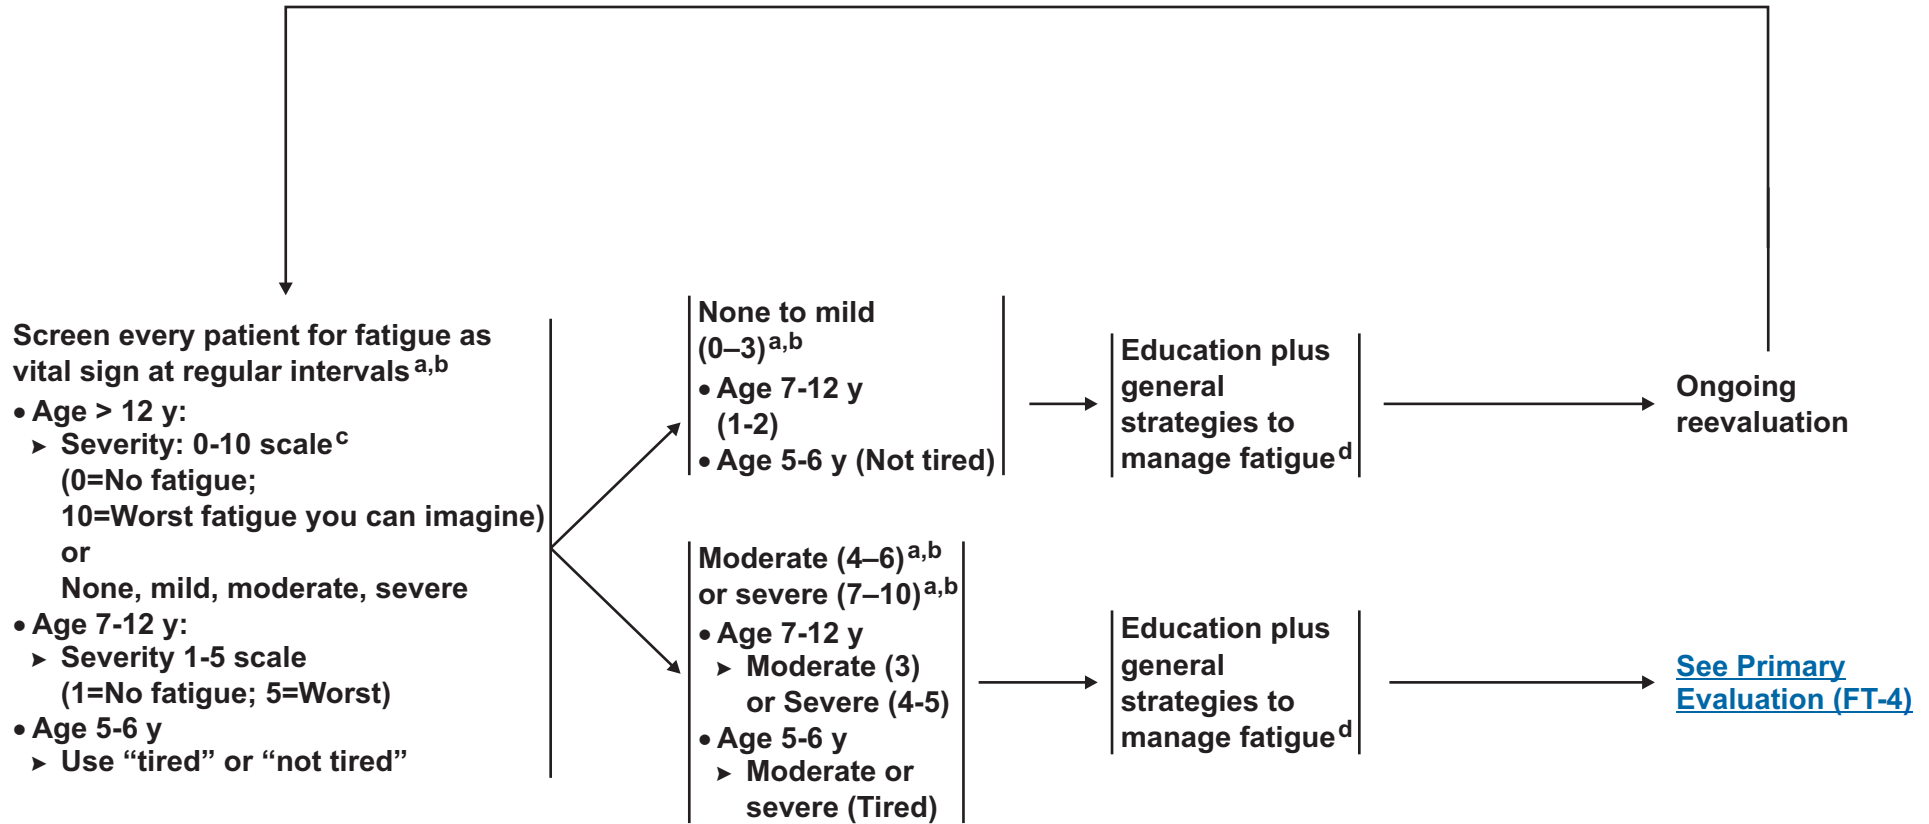 Screen every patient for fatigue as
vital sign at regular intervals a,b
• Age > 12 y:
➤ Severity: 0-10 scale c
(0=No fatigue;
10=Worst fatigue you can imagine)
or
None, mild, moderate, severe
• Age 7-12 y:
➤ Severity 1-5 scale
(1=No fatigue; 5=Worst)
• Age 5-6 y
➤ Use “tired” or “not tired”
None to mild
(0–3) a,b
• Age 7-12 y
(1-2)
• Age 5-6 y (Not tired)
Education plus
general
strategies to
manage fatigue d
Ongoing
reevaluation
Moderate (4–6) a,b
or severe (7–10) a,b
• Age 7-12 y
➤ Moderate (3)
or Severe (4-5)
• Age 5-6 y
➤ Moderate or
severe (Tired)
Education plus
general
strategies to
manage fatigue d
See Primary
Evaluation (FT-4)